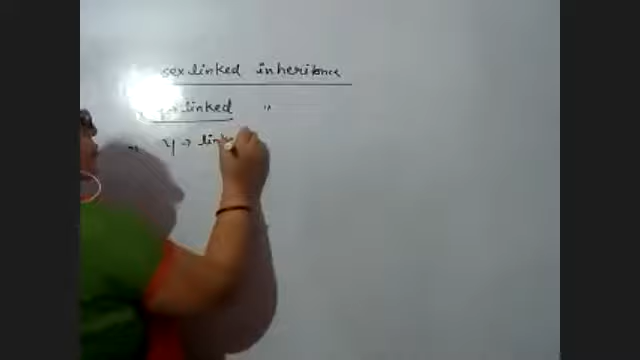 sex linked inheritance
linked "
y → link